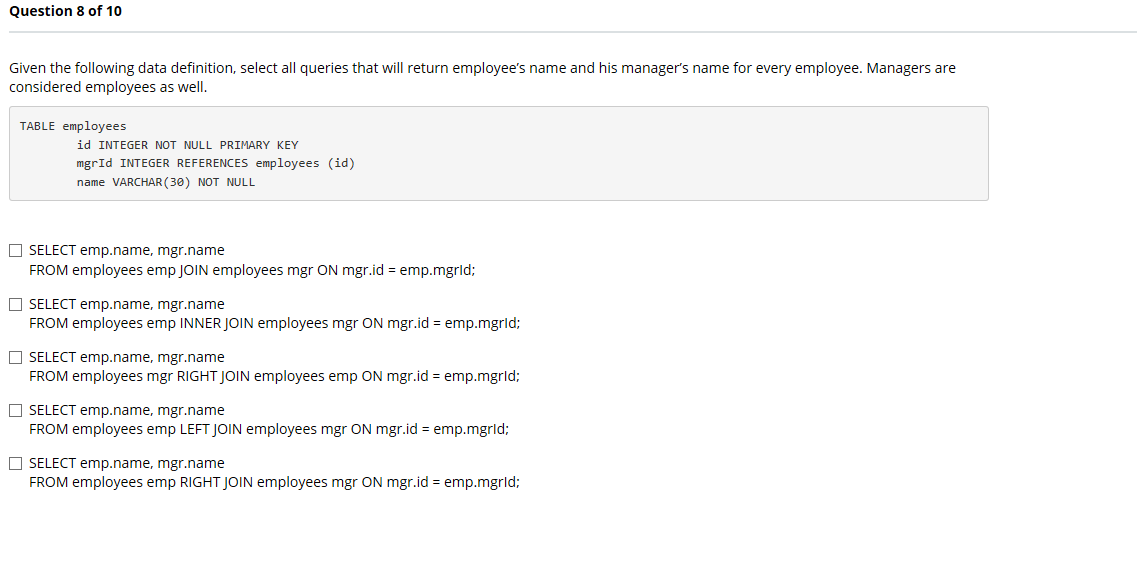 Question 8 of 10
Given the following data definition, select all queries that will return employee's name and his manager's name for every employee. Managers are
considered employees as well.
TABLE employees
id INTEGER NOT NULL PRIMARY KEY
mgrId INTEGER REFERENCES employees (id)
name VARCHAR(30) NOT NULL
SELECT emp.name, mgr.name
FROM employees emp JOIN employees mgr ON mgr.id = emp.mgrId;
SELECT emp.name, mgr.name
FROM employees emp INNER JOIN employees mgr ON mgr.id = emp.mgrId;
SELECT emp.name, mgr.name
FROM employees mgr RIGHT JOIN employees emp ON mgr.id = emp.mgrId;
SELECT emp.name, mgr.name
FROM employees emp LEFT JOIN employees mgr ON mgr.id = emp.mgrId;
SELECT emp.name, mgr.name
FROM employees emp RIGHT JOIN employees mgr ON mgr.id = emp.mgrId;